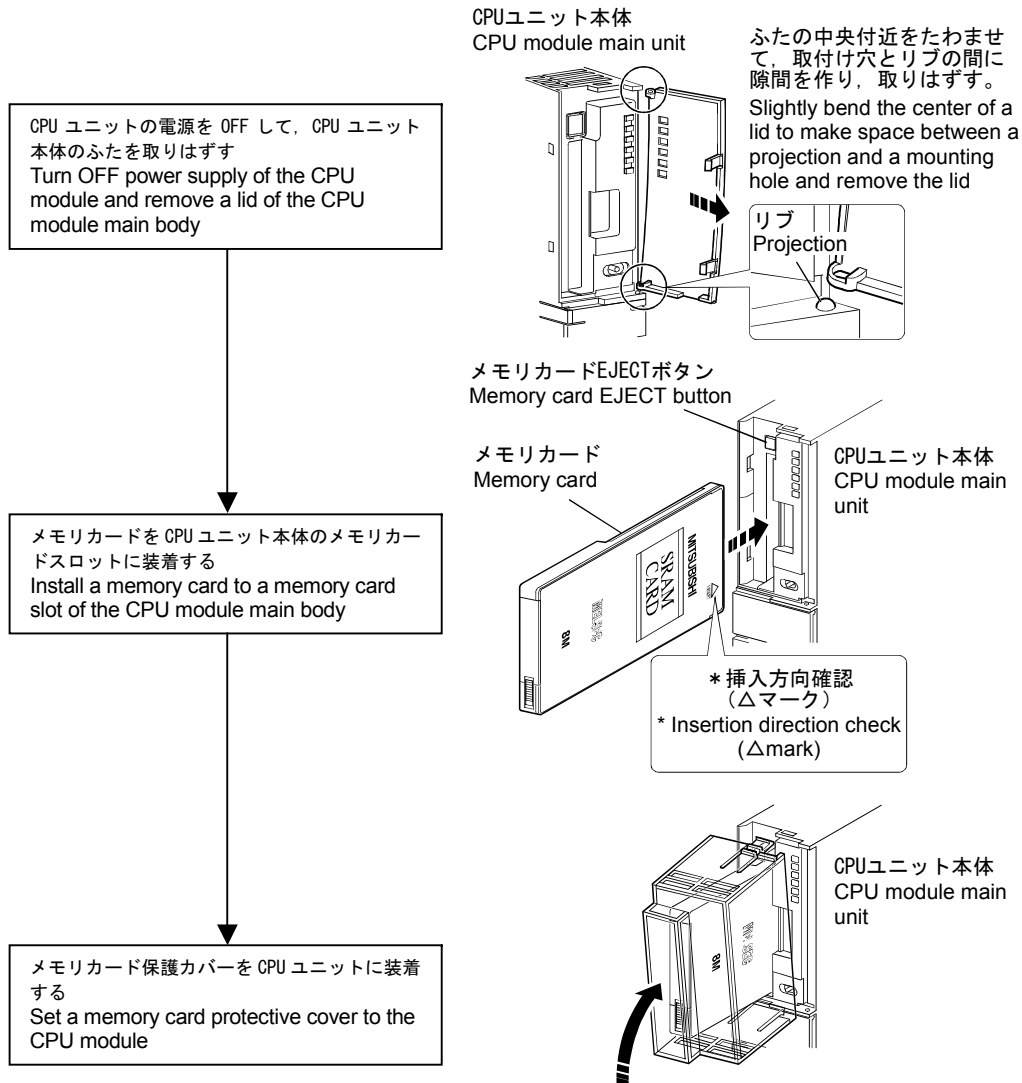 CPU ユニットの電源を OFF して，CPU ユニット
本体のふたを取りはずす
Turn OFF power supply of the CPU
module and remove a lid of the CPU
module main body
CPUユニット本体
CPU module main unit
ふたの中央付近をたわませ
て，取付け穴とリブの間に
隙間を作り，取りはずす。
Slightly bend the center of a
lid to make space between a
projection and a mounting
hole and remove the lid
リブ
Projection
メモリカードを CPU ユニット本体のメモリカー
ドスロットに装着する
Install a memory card to a memory card
slot of the CPU module main body
メモリカードEJECTボタン
Memory card EJECT button
メモリカード
Memory card
CPUユニット本体
CPU module main
unit
MITSUBISHI
SRAM
CARD
8M
＊挿入方向確認
（△マーク）
* Insertion direction check
(△mark)
メモリカード保護カバーを CPU ユニットに装着
する
Set a memory card protective cover to the
CPU module
CPUユニット本体
CPU module main
unit
8M